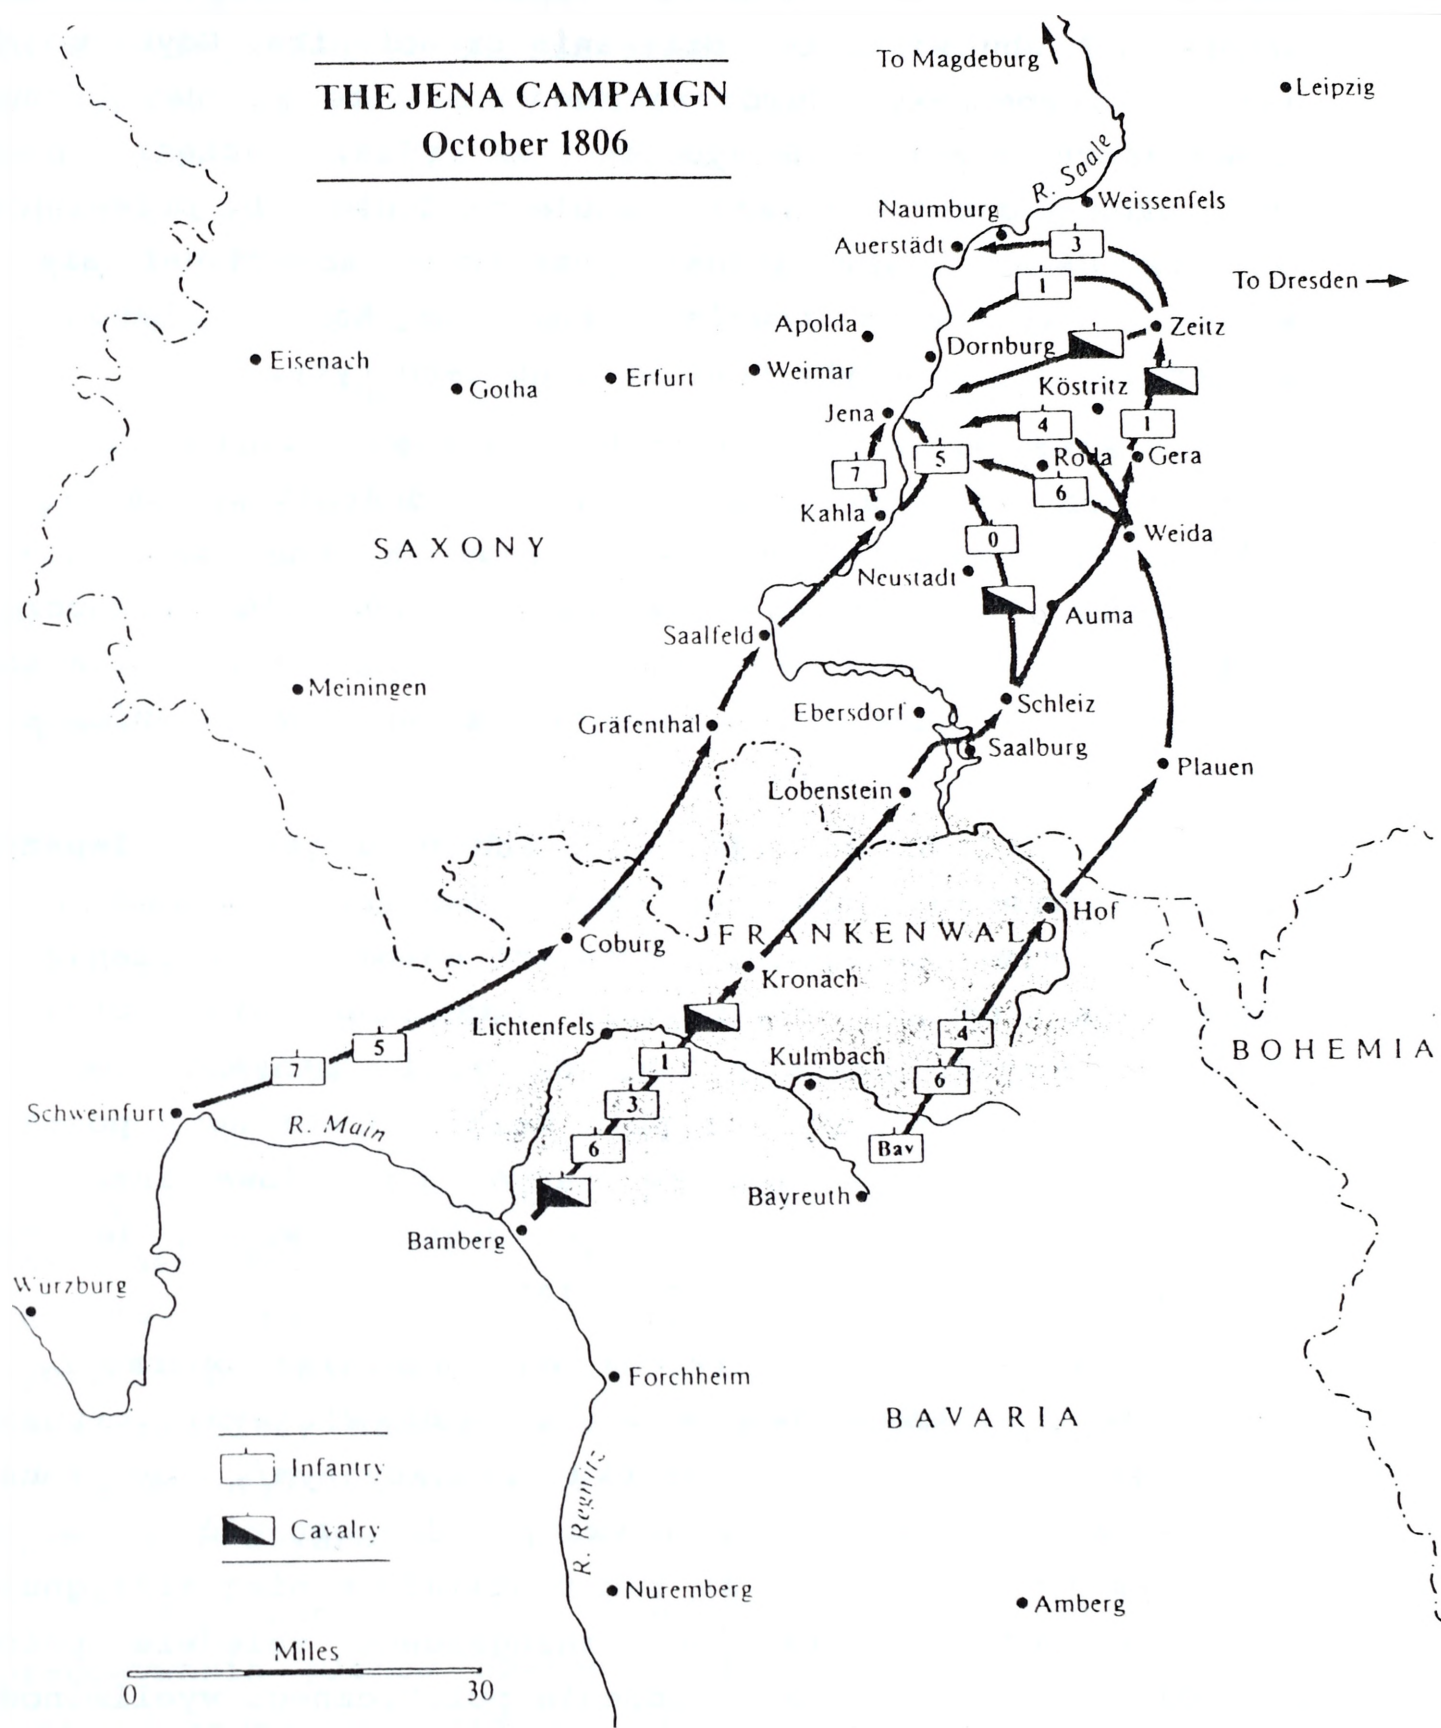 THE JENA CAMPAIGN
October 1806
To Magdeburg
Leipzig
R. Saale
Weissenfels
Naumburg
Auerstädt
3
1
To Dresden
Apolda
Zeitz
Dornburg
Eisenach
Gotha
Erfurt
Weimar
Köstritz
Jena
4
1
7
5
Roda
Gera
6
Kahla
0
Weida
SAXONY
Neustadt
Auma
Saalfeld
Meiningen
Schleiz
Ebersdorf
Gräfenthal
Saalburg
Plauen
Lobenstein
Hof
FRANKENWALD
Coburg
Kronach
Lichtenfels
4
5
1
Kulmbach
BOHEMIA
7
6
3
Schweinfurt
R. Main
6
Bav
Bayreuth
Bamberg
Wurzburg
Forchheim
BAVARIA
Infantry
R. Regnitz
Cavalry
Nuremberg
Amberg
Miles
0 30